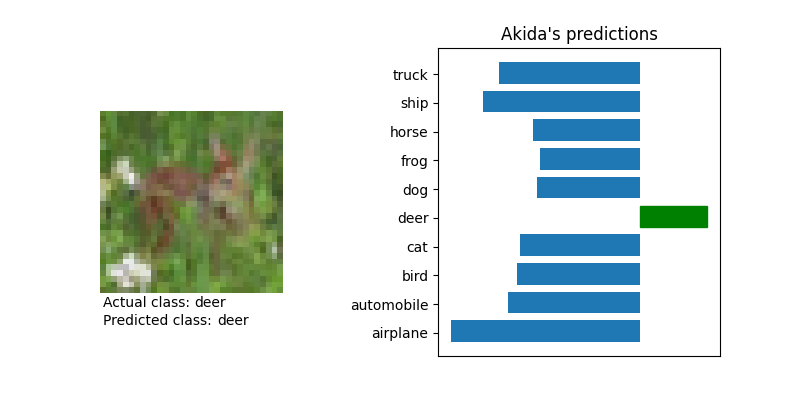 Akida's predictions
truck
ship
horse
frog
dog
deer
cat
bird
automobile
airplane
Actual class: deer
Predicted class: deer